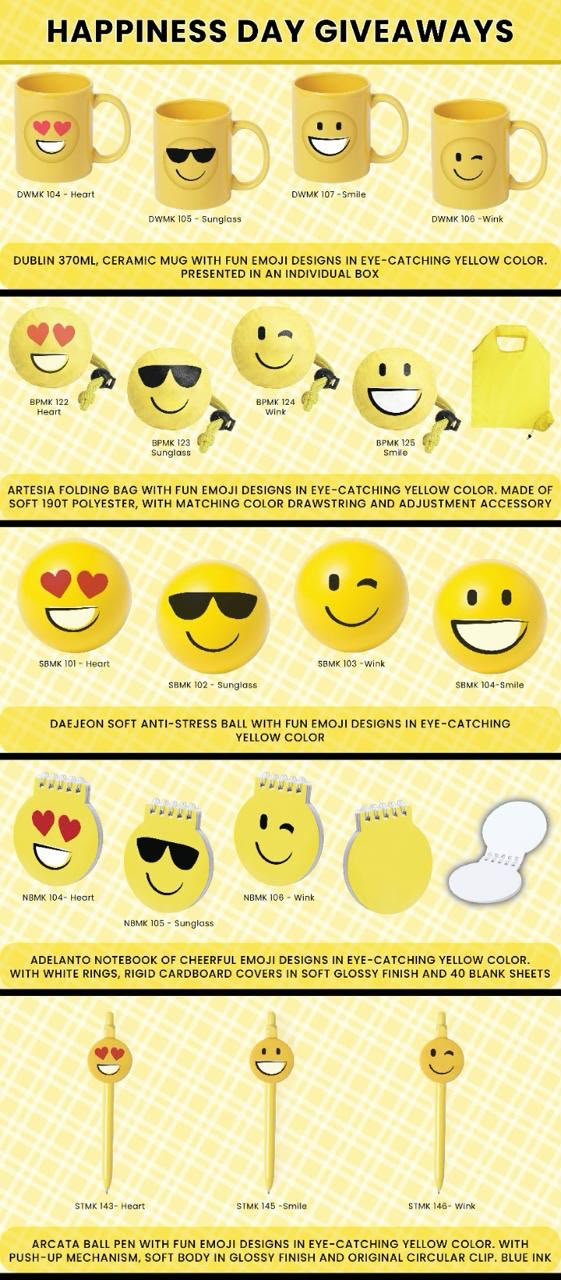 HAPPINESS DAY GIVEAWAYS
DWMK 104 - Heart
DWMK 105 - Sunglass
DWMK 107 -Smile
DWMK 106 -Wink
DUBLIN 370ML, CERAMIC MUG WITH FUN EMOJI DESIGNS IN EYE-CATCHING YELLOW COLOR.
PRESENTED IN AN INDIVIDUAL BOX
BPMK 122
Heart
BPMK 123
Sunglass
BPMK 124
Wink
BPMK 125
Smile
ARTESIA FOLDING BAG WITH FUN EMOJI DESIGNS IN EYE-CATCHING YELLOW COLOR. MADE OF
SOFT 190T POLYESTER, WITH MATCHING COLOR DRAWSTRING AND ADJUSTMENT ACCESSORY
SBMK 101 - Heart
SBMK 102 - Sunglass
SBMK 103 -Wink
SBMK 104-Smile
DAEJEON SOFT ANTI-STRESS BALL WITH FUN EMOJI DESIGNS IN EYE-CATCHING
YELLOW COLOR
NBMK 104- Heart
NBMK 105 - Sunglass
NBMK 106 - Wink
ADELANTO NOTEBOOK OF CHEERFUL EMOJI DESIGNS IN EYE-CATCHING YELLOW COLOR.
WITH WHITE RINGS, RIGID CARDBOARD COVERS IN SOFT GLOSSY FINISH AND 40 BLANK SHEETS
STMK 143- Heart
STMK 145 -Smile
STMK 146- Wink
ARCATA BALL PEN WITH FUN EMOJI DESIGNS IN EYE-CATCHING YELLOW COLOR. WITH
PUSH-UP MECHANISM, SOFT BODY IN GLOSSY FINISH AND ORIGINAL CIRCULAR CLIP. BLUE INK